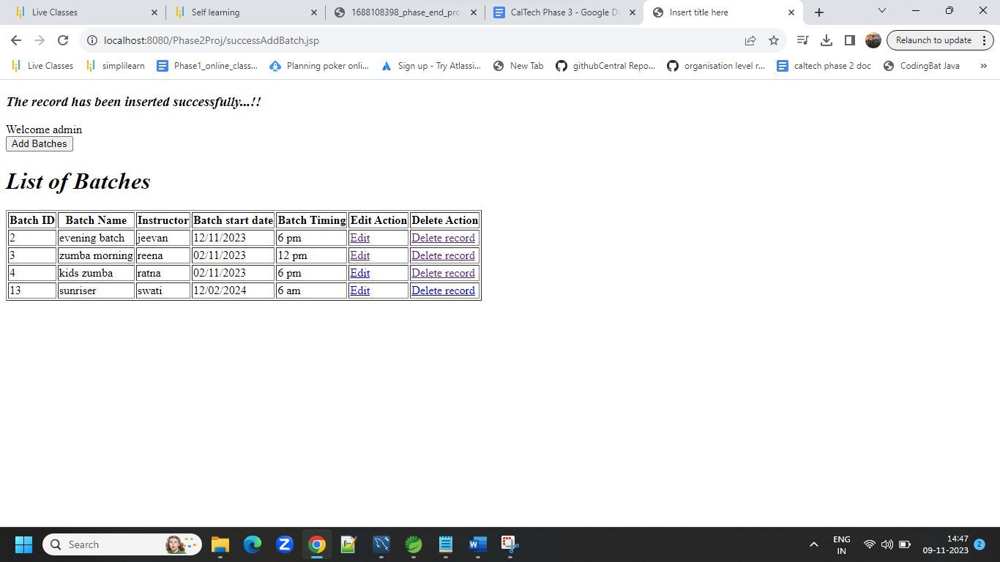 Live Classes
Self learning
1688108398_phase_end_pro
CalTech Phase 3 - Google Do
Insert title here
localhost:8080/Phase2Proj/successAddBatch.jsp
Relaunch to update
Live Classes simplilearn Phase1_online_class... Planning poker onli... Sign up - Try Atlassi... New Tab githubCentral Repo... organisation level r... caltech phase 2 doc CodingBat Java »
The record has been inserted successfully...!!
Welcome admin
Add Batches
List of Batches
Batch ID Batch Name Instructor Batch start date Batch Timing Edit Action Delete Action
2 evening batch jeevan 12/11/2023 6 pm Edit Delete record
3 zumba morning reena 02/11/2023 12 pm Edit Delete record
4 kids zumba ratna 02/11/2023 6 pm Edit Delete record
13 sunriser swati 12/02/2024 6 am Edit Delete record
Search
ENG
IN
14:47
09-11-2023
2